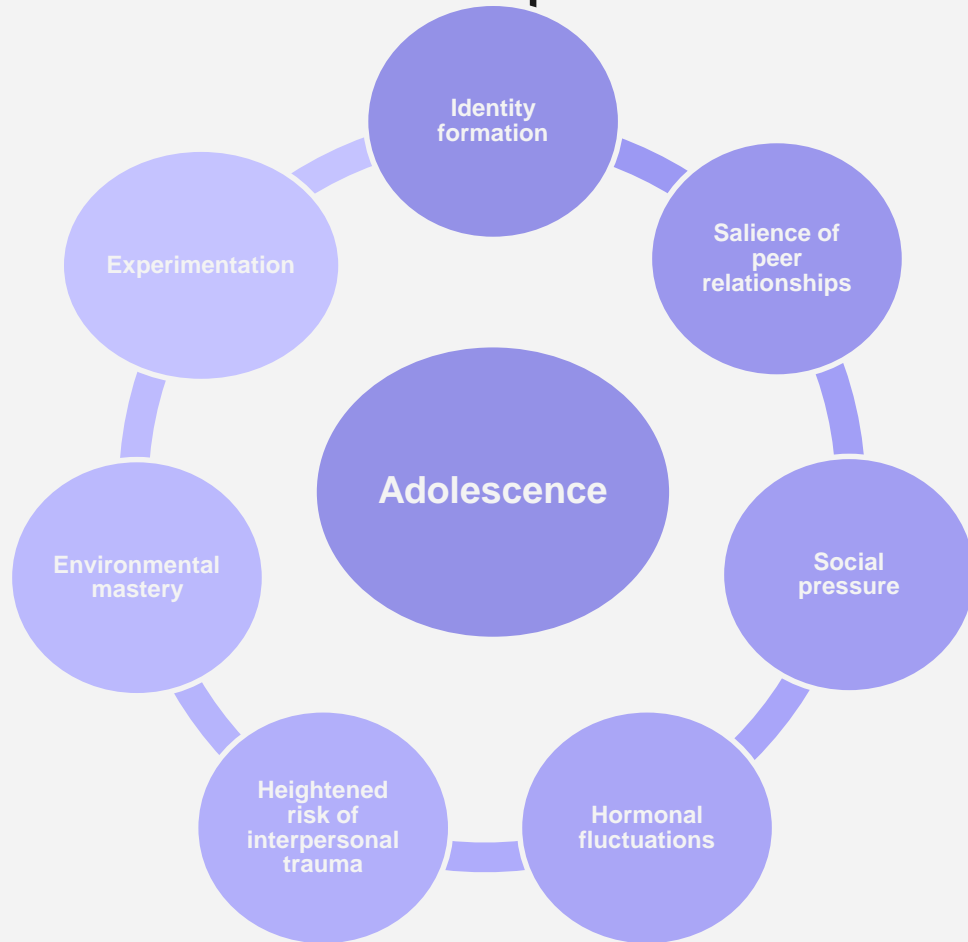 Identity
formation
Salience of
peer
relationships
Social
pressure
Hormonal
fluctuations
Heightened
risk of
interpersonal
trauma
Environmental
mastery
Experimentation
Adolescence